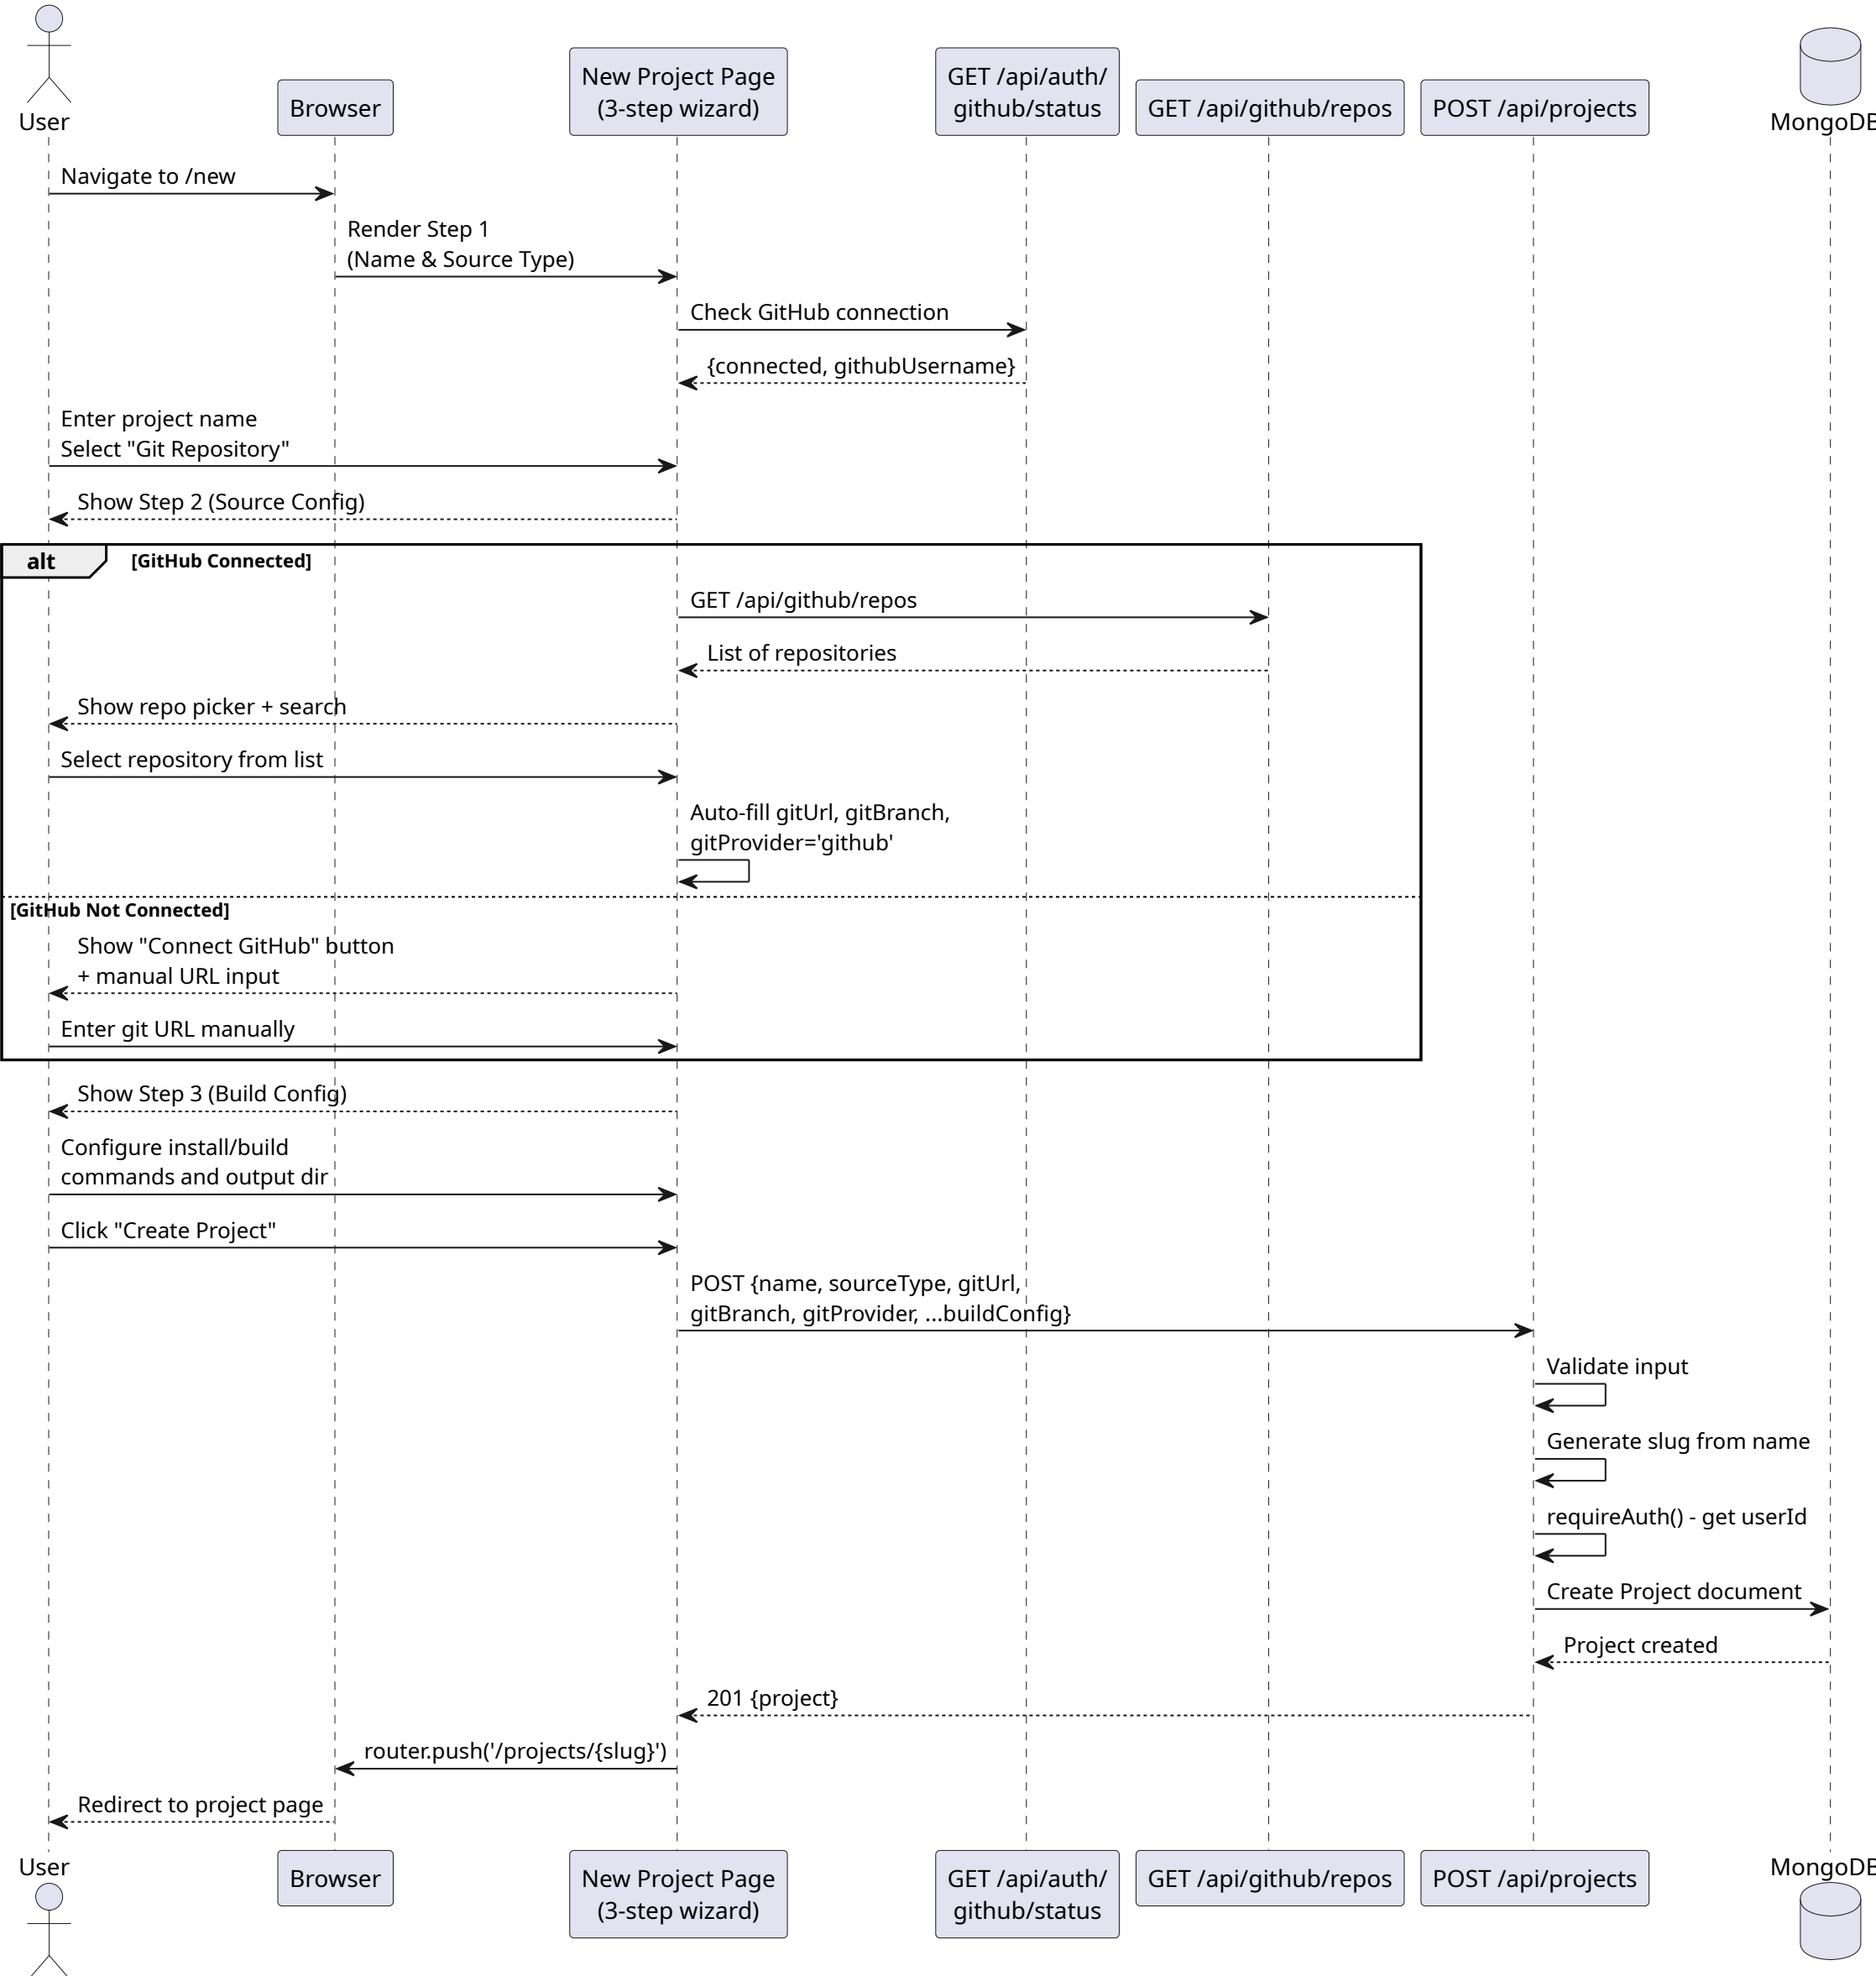 User
Browser
New Project Page
(3-step wizard)
GET /api/auth/
github/status
GET /api/github/repos
POST /api/projects
MongoDB
Navigate to /new
Render Step 1
(Name & Source Type)
Check GitHub connection
{connected, githubUsername}
Enter project name
Select "Git Repository"
Show Step 2 (Source Config)
alt [GitHub Connected]
GET /api/github/repos
List of repositories
Show repo picker + search
Select repository from list
Auto-fill gitUrl, gitBranch,
gitProvider='github'
[GitHub Not Connected]
Show "Connect GitHub" button
+ manual URL input
Enter git URL manually
Show Step 3 (Build Config)
Configure install/build
commands and output dir
Click "Create Project"
POST {name, sourceType, gitUrl,
gitBranch, gitProvider, ...buildConfig}
Validate input
Generate slug from name
requireAuth() - get userId
Create Project document
Project created
201 {project}
router.push('/projects/{slug}')
Redirect to project page
User
Browser
New Project Page
(3-step wizard)
GET /api/auth/
github/status
GET /api/github/repos
POST /api/projects
MongoDB